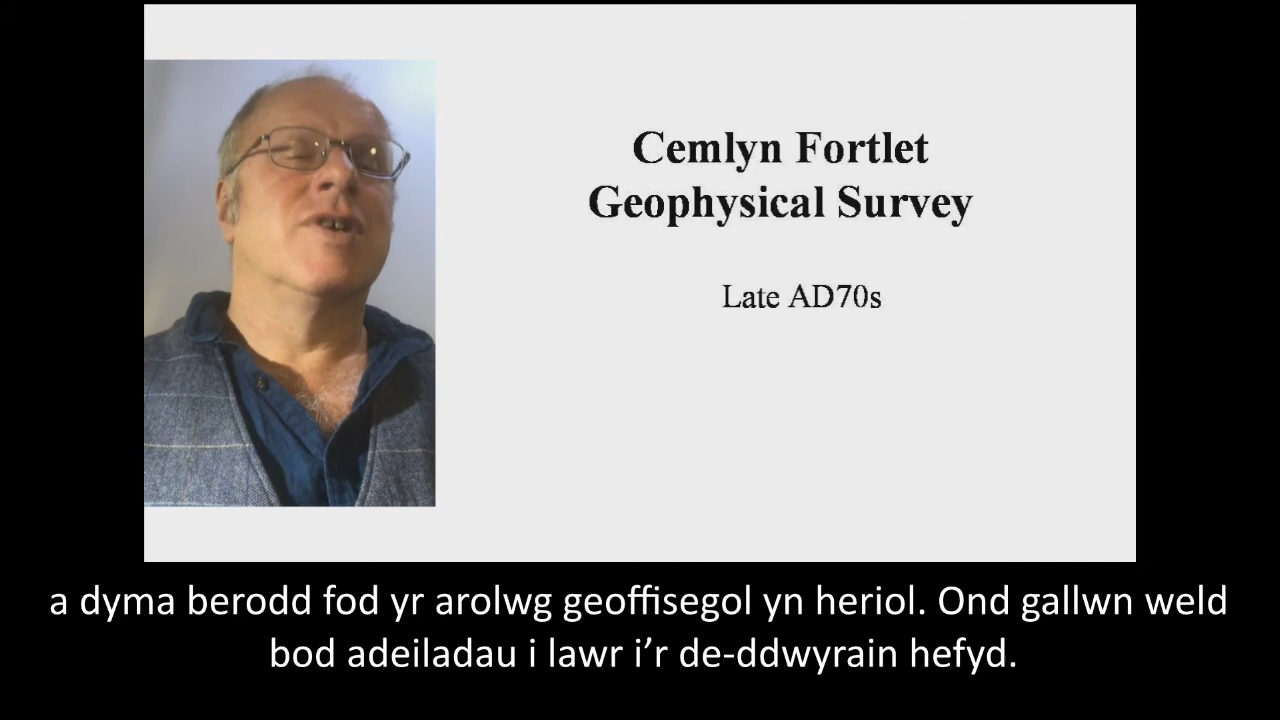 Cemlyn Fortlet
Geophysical Survey
Late AD70s
a dyma berodd fod yr arolwg geoffisegol yn heriol. Ond gallwn weld
bod adeiladau i lawr i’r de-ddwyrain hefyd.